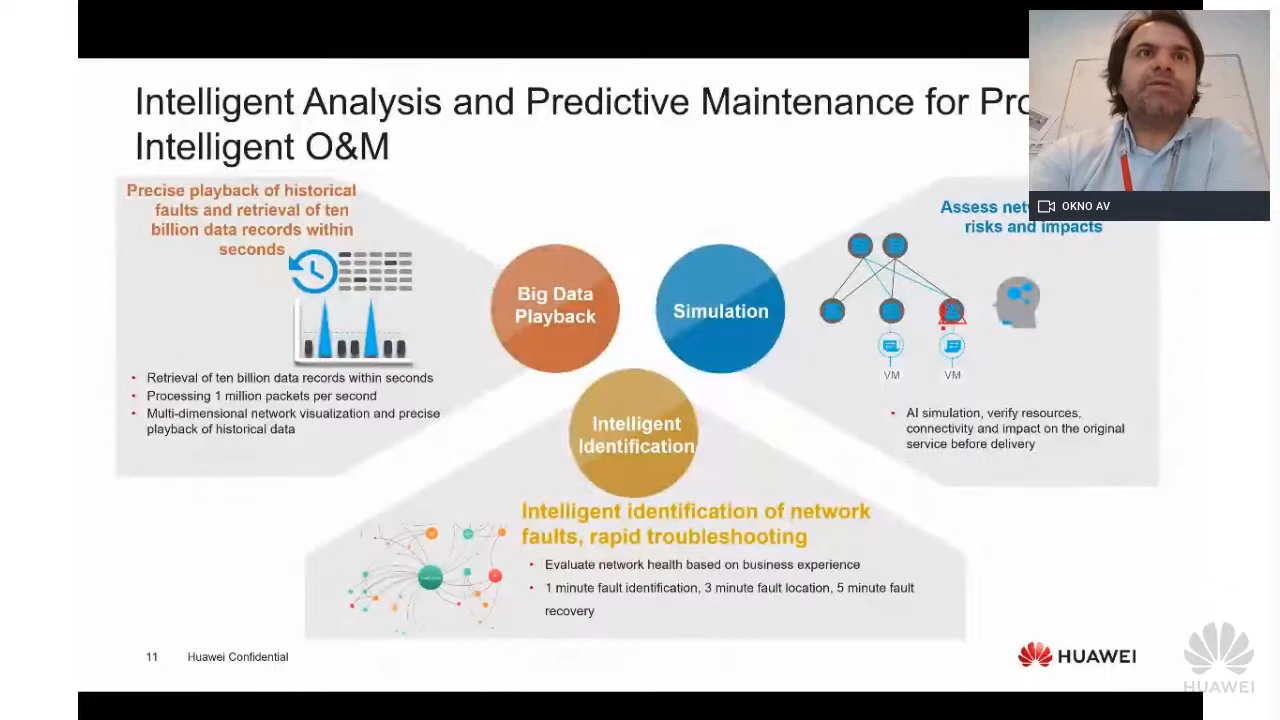 Intelligent Analysis and Predictive Maintenance for Pro
Intelligent O&M
OKNO AV
Precise playback of historical
faults and retrieval of ten
billion data records within
seconds
Retrieval of ten billion data records within seconds
Processing 1 million packets per second
Multi-dimensional network visualization and precise
playback of historical data
Big Data
Playback
Simulation
Intelligent
Identification
Assess
risks and impacts
VM
VM
AI simulation, verify resources,
connectivity and impact on the original
service before delivery
Intelligent identification of network
faults, rapid troubleshooting
Evaluate network health based on business experience
1 minute fault identification, 3 minute fault location, 5 minute fault
recovery
11
Huawei Confidential
HUAWEI
HUAWEI